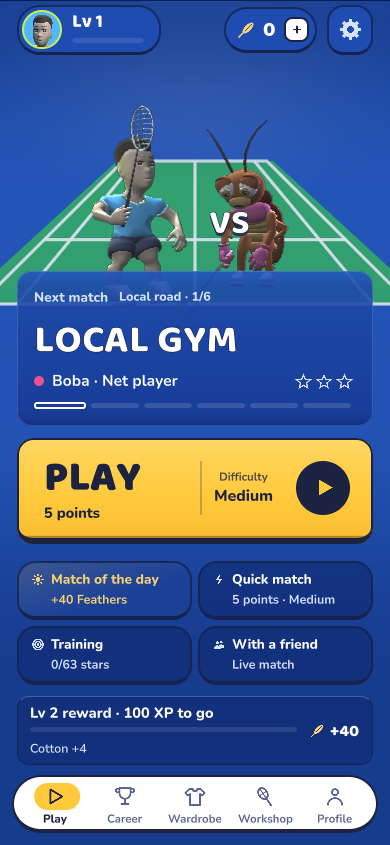 Lv 1
0
+
VS
Next match Local road · 1/6
LOCAL GYM
Boba · Net player
PLAY
5 points
Difficulty
Medium
Match of the day
+40 Feathers
Quick match
5 points · Medium
Training
0/63 stars
With a friend
Live match
Lv 2 reward · 100 XP to go
+40
Cotton +4
Play
Career
Wardrobe
Workshop
Profile